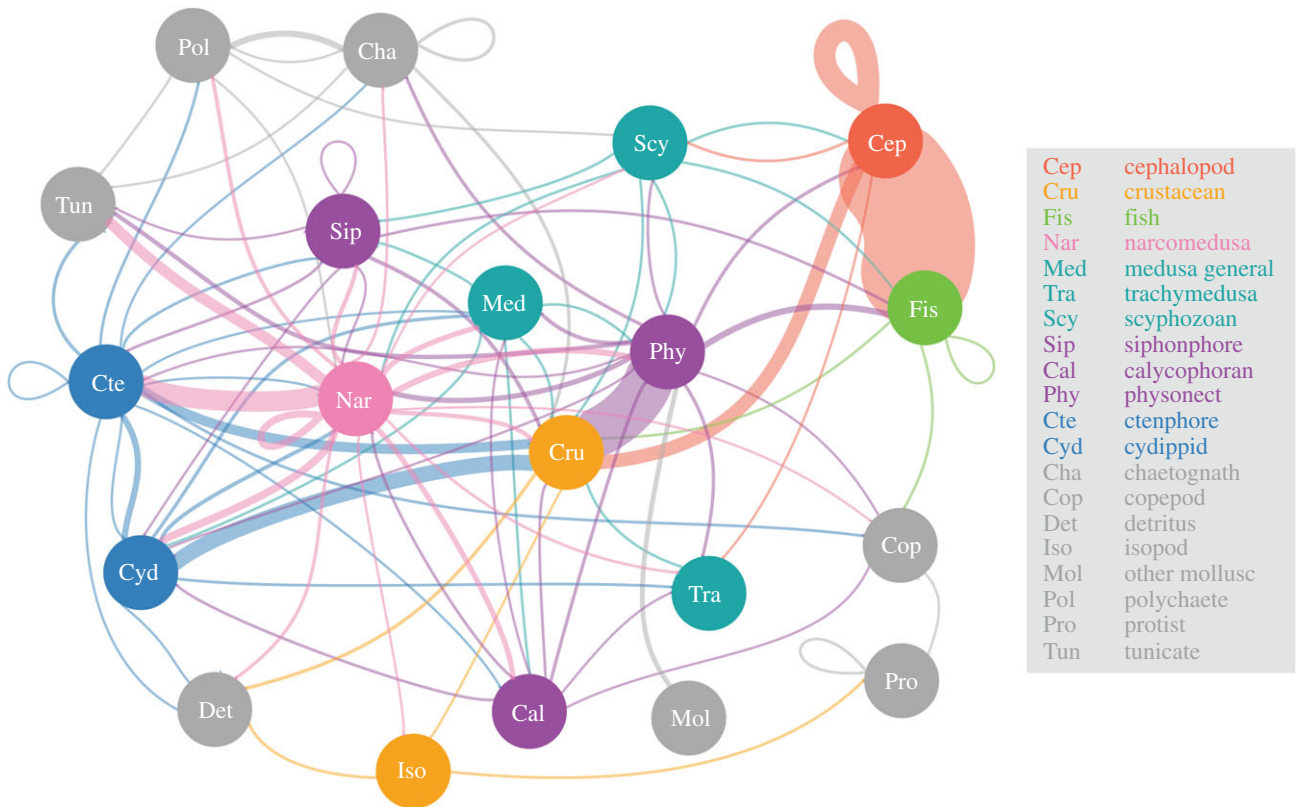 Pol
Cha
Scy
Cep
Tun
Sip
Med
Fis
Phy
Cte
Nar
Cru
Cop
Cyd
Tra
Pro
Det
Cal
Mol
Iso
Cep cephalopod
Cru crustacean
Fis fish
Nar narcomedusa
Med medusa general
Tra trachymedusa
Scy scyphozoan
Sip siphonphore
Cal calycophoran
Phy physonect
Cte ctenphore
Cyd cydippid
Cha chaetognath
Cop copepod
Det detritus
Iso isopod
Mol other mollusc
Pol polychaete
Pro protist
Tun tunicate